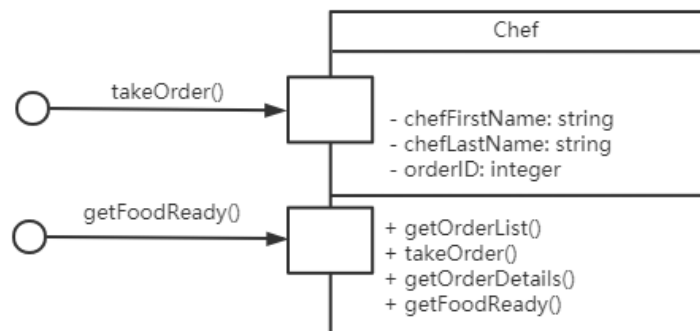 Chef
takeOrder()
- chefFirstName: string
- chefLastName: string
- orderID: integer
getFoodReady()
+ getOrderList()
+ takeOrder()
+ getOrderDetails()
+ getFoodReady()